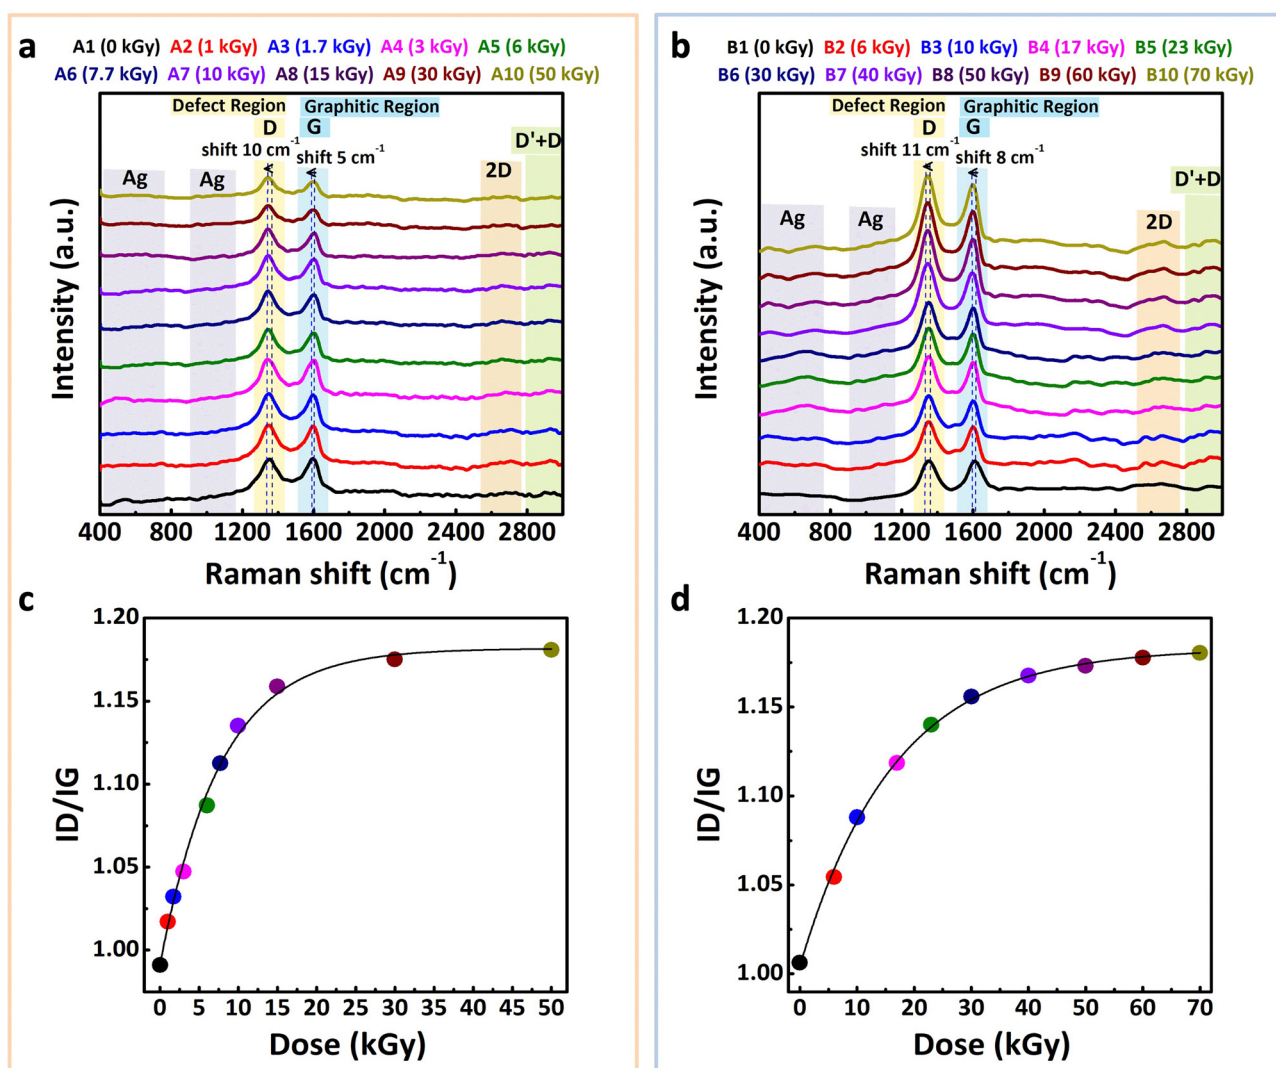 a
A1 (0 kGy) A2 (1 kGy) A3 (1.7 kGy) A4 (3 kGy) A5 (6 kGy)
A6 (7.7 kGy) A7 (10 kGy) A8 (15 kGy) A9 (30 kGy) A10 (50 kGy)
Defect Region Graphitic Region
D G
shift 10 cm⁻¹ shift 5 cm⁻¹
D'+D
Ag Ag 2D
Intensity (a.u.)
400 800 1200 1600 2000 2400 2800
Raman shift (cm⁻¹)
b
B1 (0 kGy) B2 (6 kGy) B3 (10 kGy) B4 (17 kGy) B5 (23 kGy)
B6 (30 kGy) B7 (40 kGy) B8 (50 kGy) B9 (60 kGy) B10 (70 kGy)
Defect Region Graphitic Region
D G
shift 11 cm⁻¹ shift 8 cm⁻¹
D'+D
Ag Ag 2D
Intensity (a.u.)
400 800 1200 1600 2000 2400 2800
Raman shift (cm⁻¹)
c
1.20
1.15
1.10
1.05
1.00
ID/IG
0 5 10 15 20 25 30 35 40 45 50
Dose (kGy)
d
1.20
1.15
1.10
1.05
1.00
ID/IG
0 10 20 30 40 50 60 70
Dose (kGy)